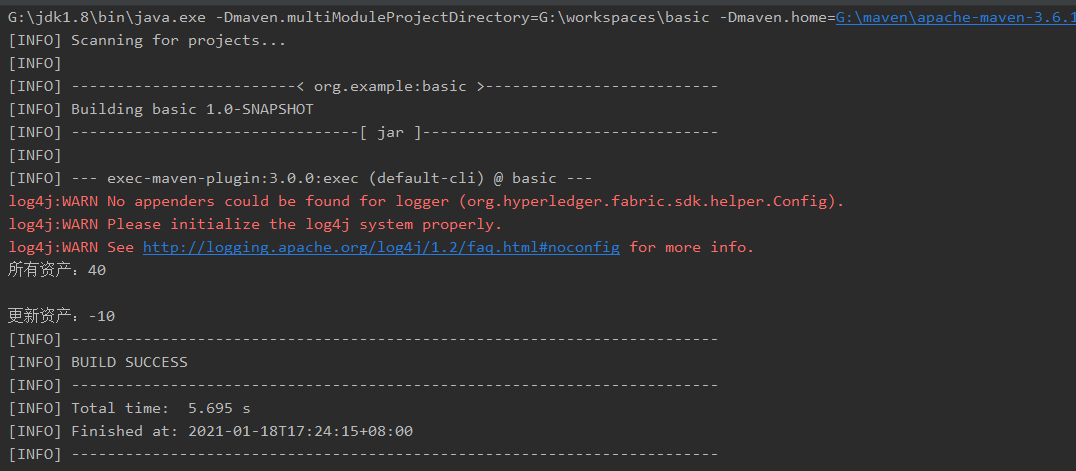 G:\jdk1.8\bin\java.exe -Dmaven.multiModuleProjectDirectory=G:\workspaces\basic -Dmaven.home=G:\maven\apache-maven-3.6.1
[INFO] Scanning for projects...
[INFO]
[INFO] -------------------------< org.example:basic >--------------------------
[INFO] Building basic 1.0-SNAPSHOT
[INFO] --------------------------------[ jar ]---------------------------------
[INFO]
[INFO] --- exec-maven-plugin:3.0.0:exec (default-cli) @ basic ---
log4j:WARN No appenders could be found for logger (org.hyperledger.fabric.sdk.helper.Config).
log4j:WARN Please initialize the log4j system properly.
log4j:WARN See http://logging.apache.org/log4j/1.2/faq.html#noconfig for more info.
所有资产：40
更新资产：-10
[INFO] ------------------------------------------------------------------------
[INFO] BUILD SUCCESS
[INFO] ------------------------------------------------------------------------
[INFO] Total time:  5.695 s
[INFO] Finished at: 2021-01-18T17:24:15+08:00
[INFO] ------------------------------------------------------------------------